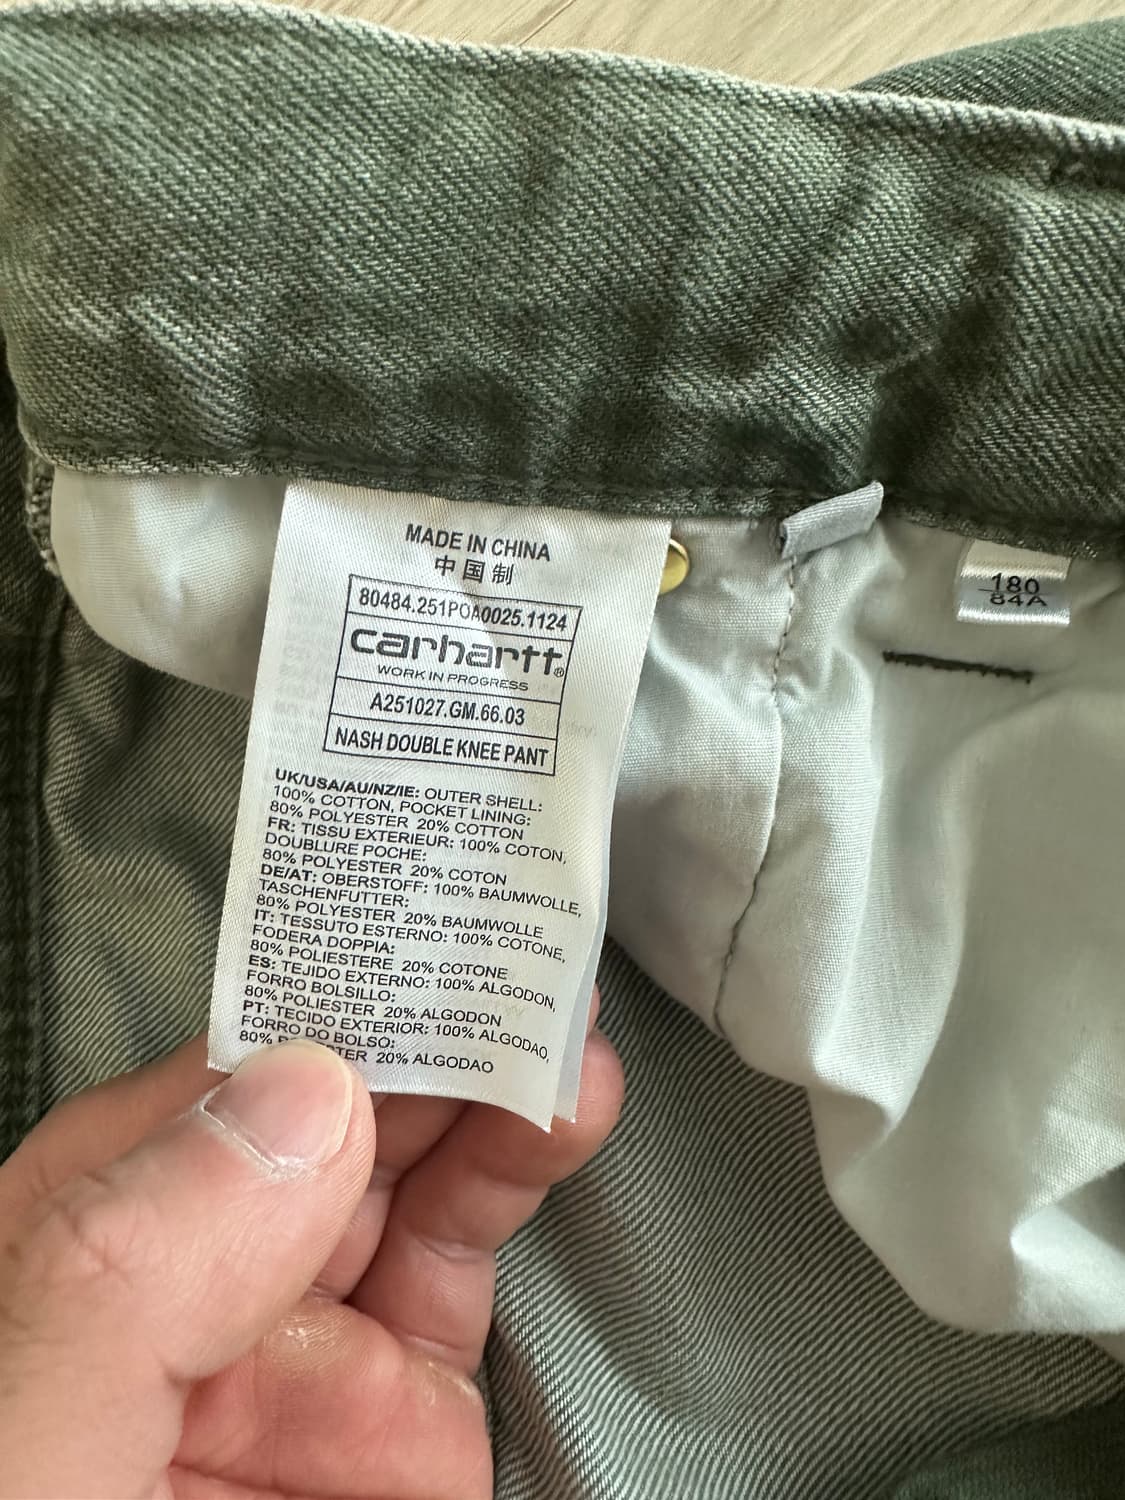 MADE IN CHINA
中国制
80484.251POA0025.1124
carhartt®
WORK IN PROGRESS
A251027.GM.66.03
NASH DOUBLE KNEE PANT
UK/USA/AU/NZ/IE: OUTER SHELL:
100% COTTON, POCKET LINING:
80% POLYESTER 20% COTTON
FR: TISSU EXTERIEUR: 100% COTON,
DOUBLURE POCHE:
80% POLYESTER 20% COTON
DE/AT: OBERSTOFF: 100% BAUMWOLLE,
TASCHENFUTTER:
80% POLYESTER 20% BAUMWOLLE
IT: TESSUTO ESTERNO: 100% COTONE,
FODERA DOPPIA:
80% POLIESTERE 20% COTONE
ES: TEJIDO EXTERNO: 100% ALGODON,
FORRO BOLSILLO:
80% POLIESTER 20% ALGODON
PT: TECIDO EXTERIOR: 100% ALGODAO,
FORRO DO BOLSO:
80% 20% ALGODAO
180
84A